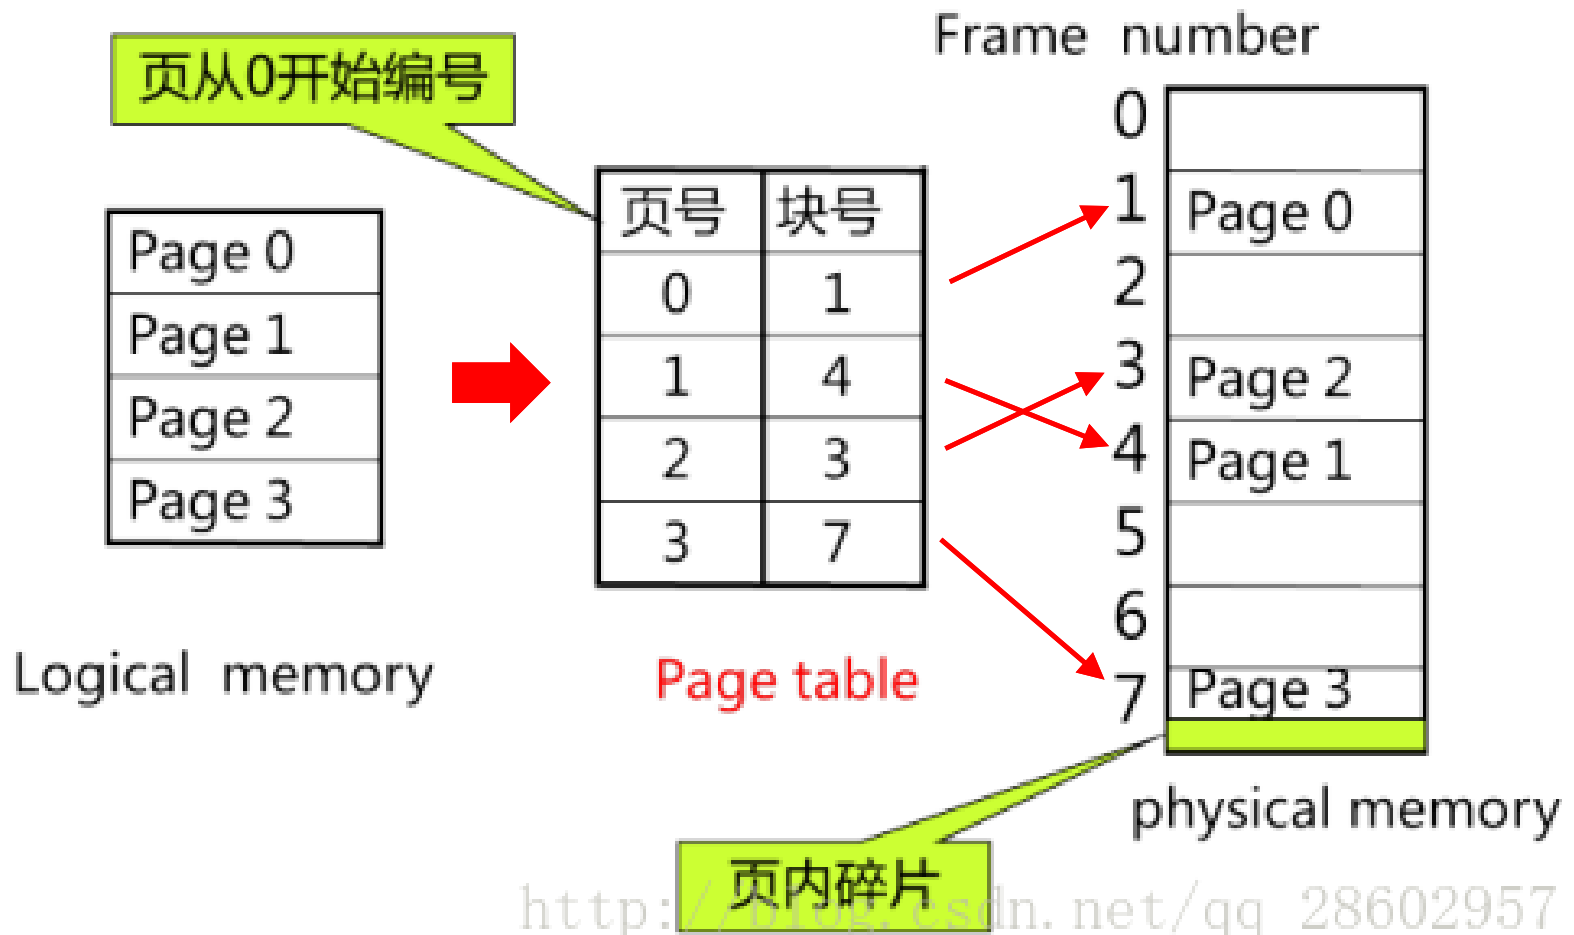 Frame number
页从0开始编号
Page 0
Page 1
Page 2
Page 3
Logical memory
页号 块号
0 1
1 4
2 3
3 7
Page table
0
1 Page 0
2
3 Page 2
4 Page 1
5
6
7 Page 3
physical memory
页内碎片
http://blog.csdn.net/qq_28602957